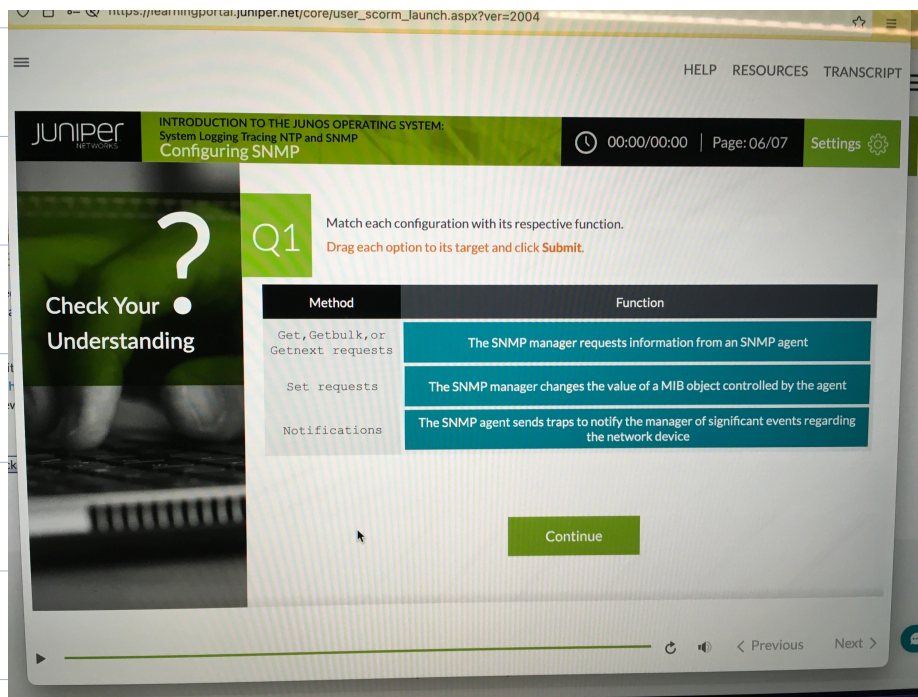 https://learningportal.juniper.net/core/user_scorm_launch.aspx?ver=2004
HELP RESOURCES TRANSCRIPT
JUNIPER
NETWORKS
INTRODUCTION TO THE JUNOS OPERATING SYSTEM:
System Logging Tracing NTP and SNMP
Configuring SNMP
00:00/00:00 | Page: 06/07
Settings
?
Check Your
Understanding
Q1
Match each configuration with its respective function.
Drag each option to its target and click Submit.
Method Function
Get,Getbulk,or
Getnext requests
The SNMP manager requests information from an SNMP agent
Set requests
The SNMP manager changes the value of a MIB object controlled by the agent
Notifications
The SNMP agent sends traps to notify the manager of significant events regarding
the network device
Continue
< Previous Next >